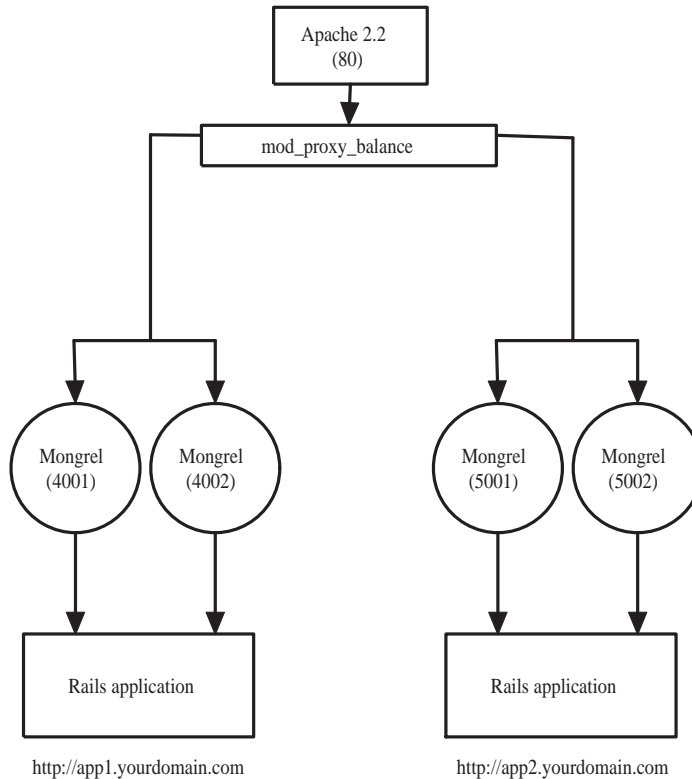 Apache 2.2
(80)
mod_proxy_balance
Mongrel
(4001)
Mongrel
(4002)
Mongrel
(5001)
Mongrel
(5002)
Rails application
Rails application
http://app1.yourdomain.com
http://app2.yourdomain.com